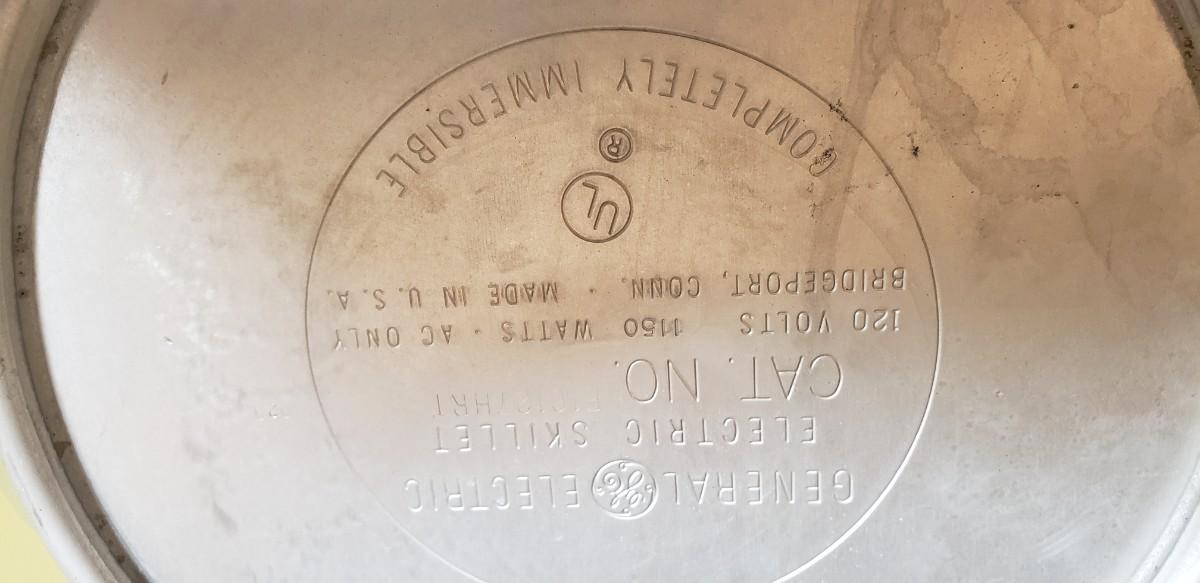 GENERAL GE ELECTRIC
ELECTRIC SKILLET
CAT. NO.
120 VOLTS 1150 WATTS - AC ONLY
BRIDGEPORT, CONN. - MADE IN U.S.A.
UL
®
COMPLETELY IMMERSIBLE